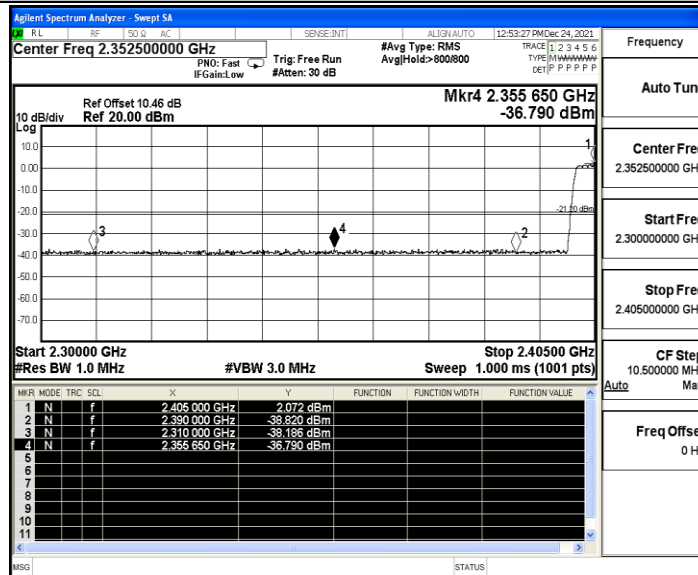 Agilent Spectrum Analyzer - Swept SA
RL RF 50 Ω AC SENSE:INT ALIGN AUTO 12:53:27 PM Dec 24, 2021
Center Freq 2.352500000 GHz
PNO: Fast
IFGain:Low
Trig: Free Run
#Atten: 30 dB
#Avg Type: RMS
Avg|Hold:>800/800
TRACE 1 2 3 4 5 6
TYPE M W W W W W
DET P P P P P P
Ref Offset 10.46 dB
10 dB/div Ref 20.00 dBm
Log
Mkr4 2.355 650 GHz
-36.790 dBm
10.0
0.00
-10.0
-20.0
-30.0
-40.0
-50.0
-60.0
-70.0
1
-21.20 dBm
3
4
2
Start 2.30000 GHz Stop 2.40500 GHz
#Res BW 1.0 MHz #VBW 3.0 MHz Sweep 1.000 ms (1001 pts)
MKR MODE TRC SCL X Y FUNCTION FUNCTION WIDTH FUNCTION VALUE
1 N f 2.405 000 GHz 2.072 dBm
2 N f 2.390 000 GHz -38.820 dBm
3 N f 2.310 000 GHz -38.186 dBm
4 N f 2.355 650 GHz -36.790 dBm
5
6
7
8
9
10
11
MSG STATUS
Frequency
Auto Tun
Center Fre
2.352500000 GH
Start Fre
2.300000000 GH
Stop Fre
2.405000000 GH
CF Step
10.500000 MH
Auto Ma
Freq Offse
0 H